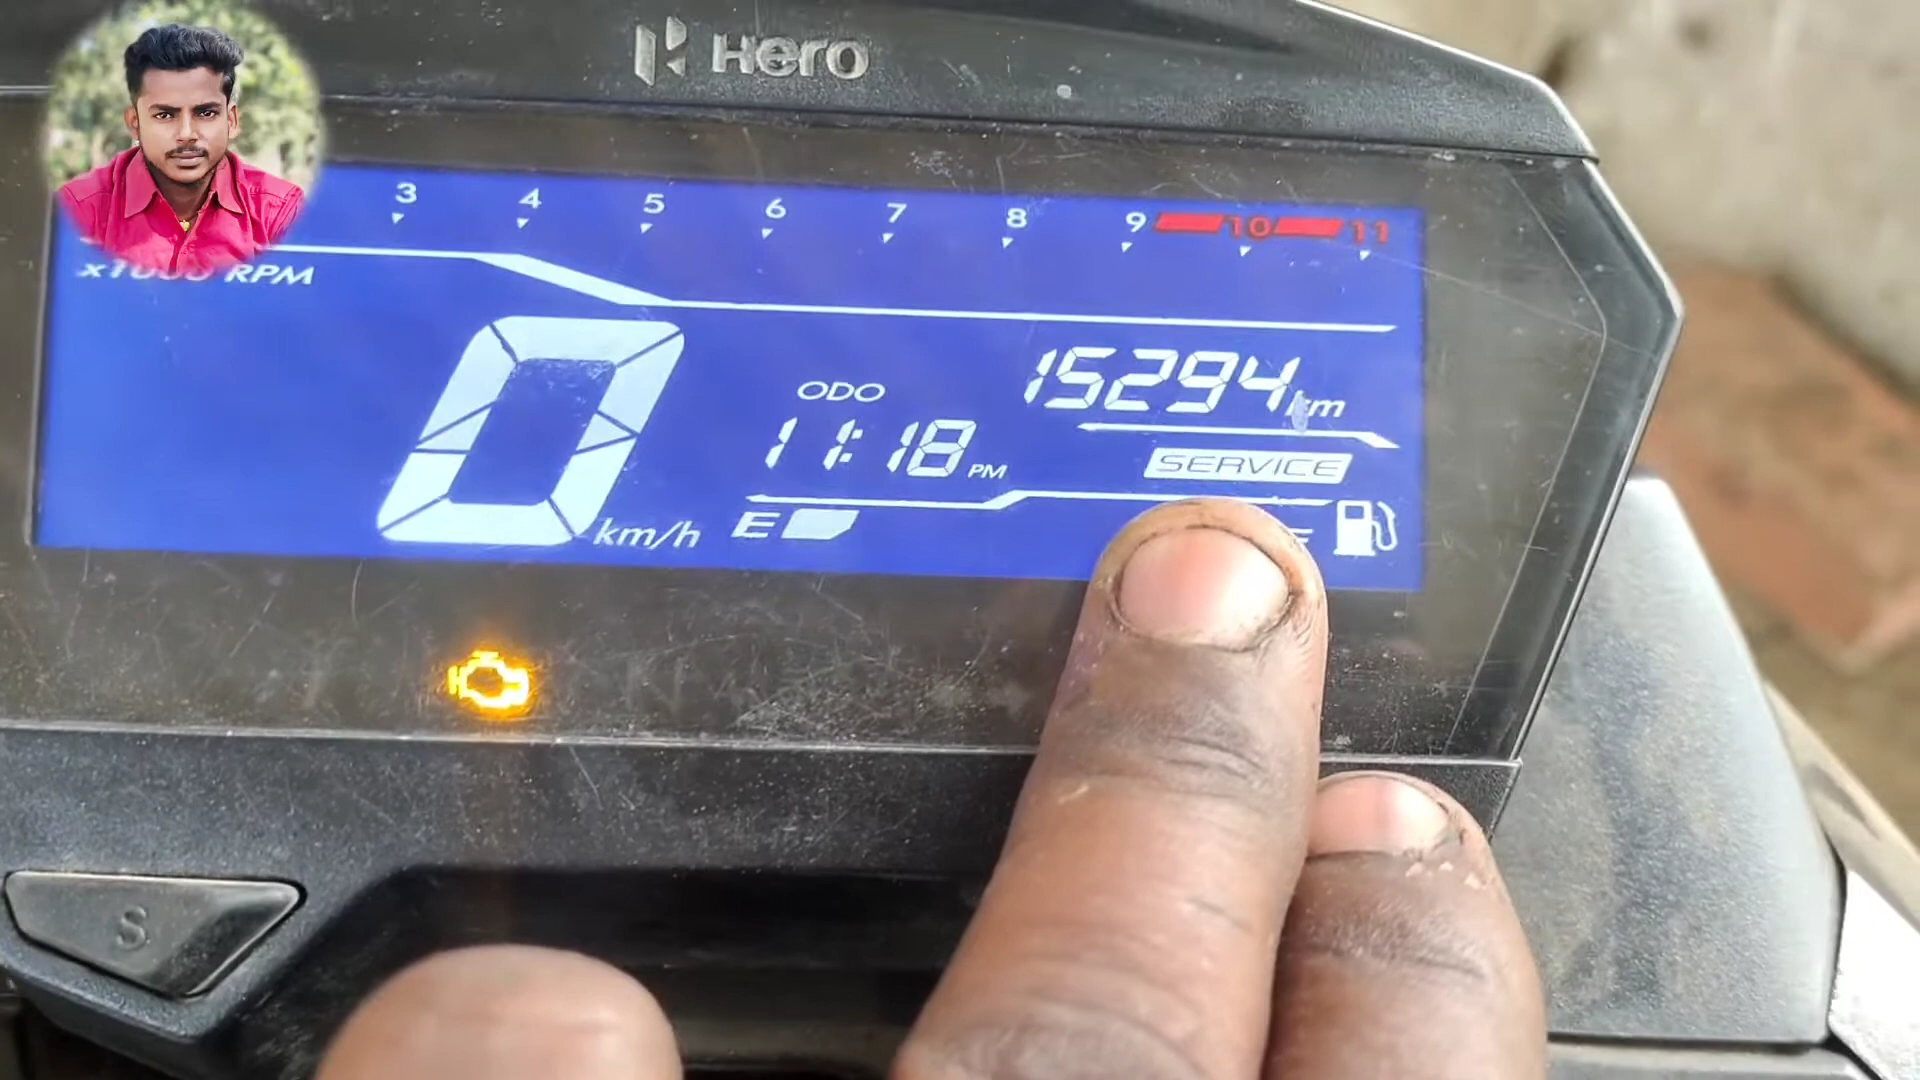 Hero
3 4 5 6 7 8 9 10 11
x1000 RPM
15294 km
ODO
11:18 PM
SERVICE
0 km/h
E
S